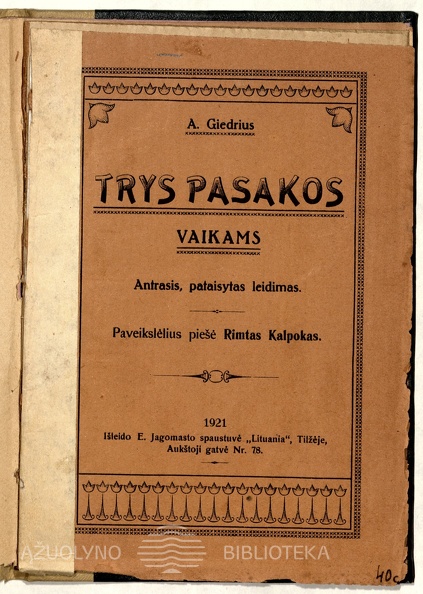 A. Giedrius
TRYS PASAKOS
VAIKAMS
Antrasis, pataisytas leidimas.
Paveikslėlius piešė Rimtas Kalpokas.
1921
Išleido E. Jagomasto spaustuvė „Lituania“, Tilžėje,
Aukštoji gatvė Nr. 78.
AŽUOLYNO BIBLIOTEKA
40c